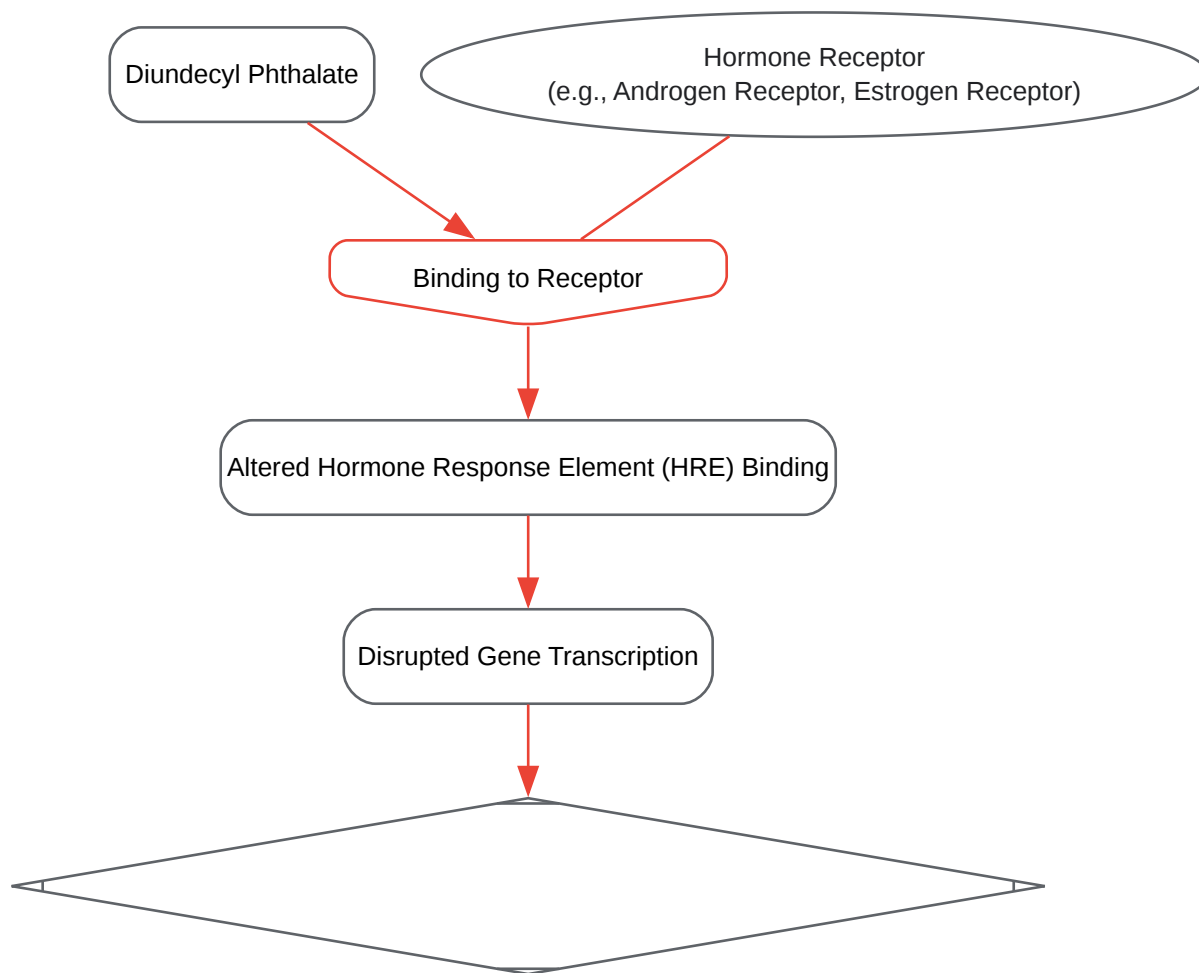 Diundecyl Phthalate
Hormone Receptor
(e.g., Androgen Receptor, Estrogen Receptor)
Binding to Receptor
Altered Hormone Response Element (HRE) Binding
Disrupted Gene Transcription